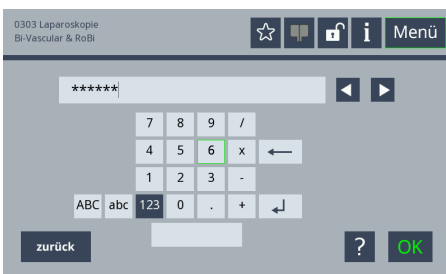 0303 Laparoskopie
Bi-Vascular & RoBi
i Menü
******
7 8 9 /
4 5 6 x
1 2 3 -
ABC abc 123 0 . +
zurück ? OK